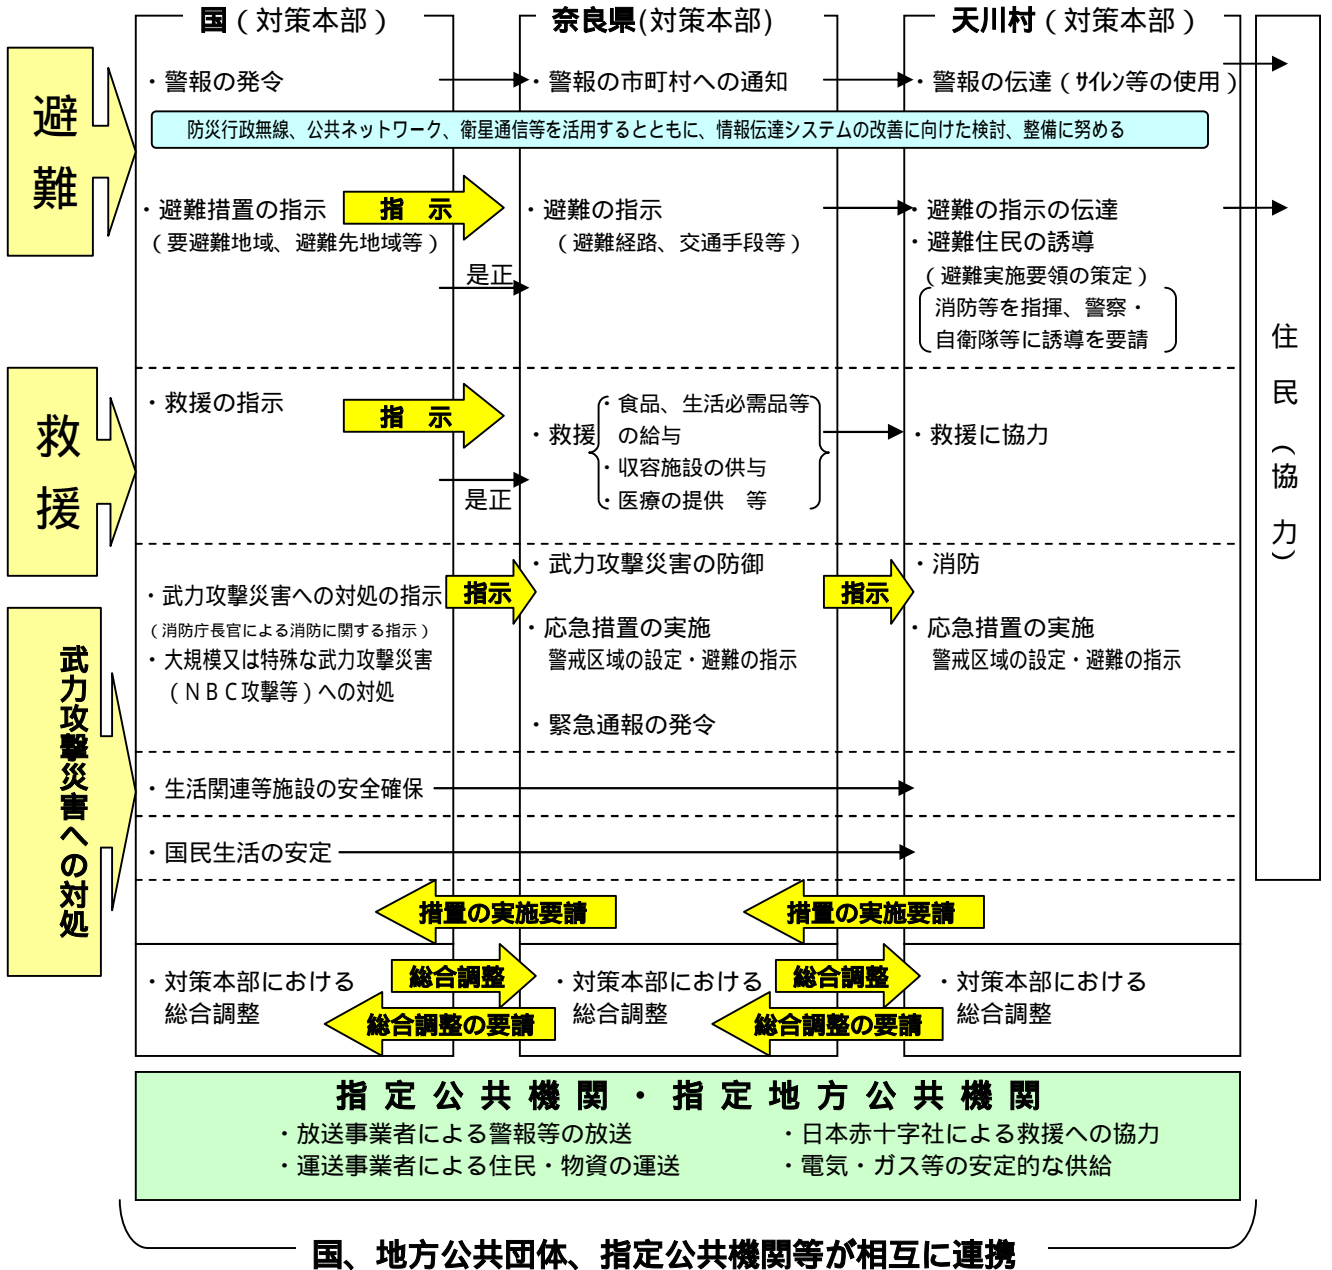 国（対策本部）
奈良県(対策本部)
天川村（対策本部）
避難
・警報の発令
・警報の市町村への通知
・警報の伝達（ｻｲﾚﾝ等の使用）
防災行政無線、公共ネットワーク、衛星通信等を活用するとともに、情報伝達システムの改善に向けた検討、整備に努める
・避難措置の指示
（要避難地域、避難先地域等）
指　示
・避難の指示
（避難経路、交通手段等）
是正
・避難の指示の伝達
・避難住民の誘導
（避難実施要領の策定）
消防等を指揮、警察・
自衛隊等に誘導を要請
住民（協力）
救援
・救援の指示
指　示
是正
・救援
・食品、生活必需品等
の給与
・収容施設の供与
・医療の提供　等
・救援に協力
武力攻撃災害への対処
・武力攻撃災害への対処の指示
（消防庁長官による消防に関する指示）
・大規模又は特殊な武力攻撃災害
（ＮＢＣ攻撃等）への対処
指示
・武力攻撃災害の防御
・応急措置の実施
警戒区域の設定・避難の指示
・緊急通報の発令
指示
・消防
・応急措置の実施
警戒区域の設定・避難の指示
・生活関連等施設の安全確保
・国民生活の安定
措置の実施要請
措置の実施要請
・対策本部における
総合調整
総合調整
総合調整の要請
・対策本部における
総合調整
総合調整
総合調整の要請
・対策本部における
総合調整
指定公共機関・指定地方公共機関
・放送事業者による警報等の放送
・日本赤十字社による救援への協力
・運送事業者による住民・物資の運送
・電気・ガス等の安定的な供給
国、地方公共団体、指定公共機関等が相互に連携